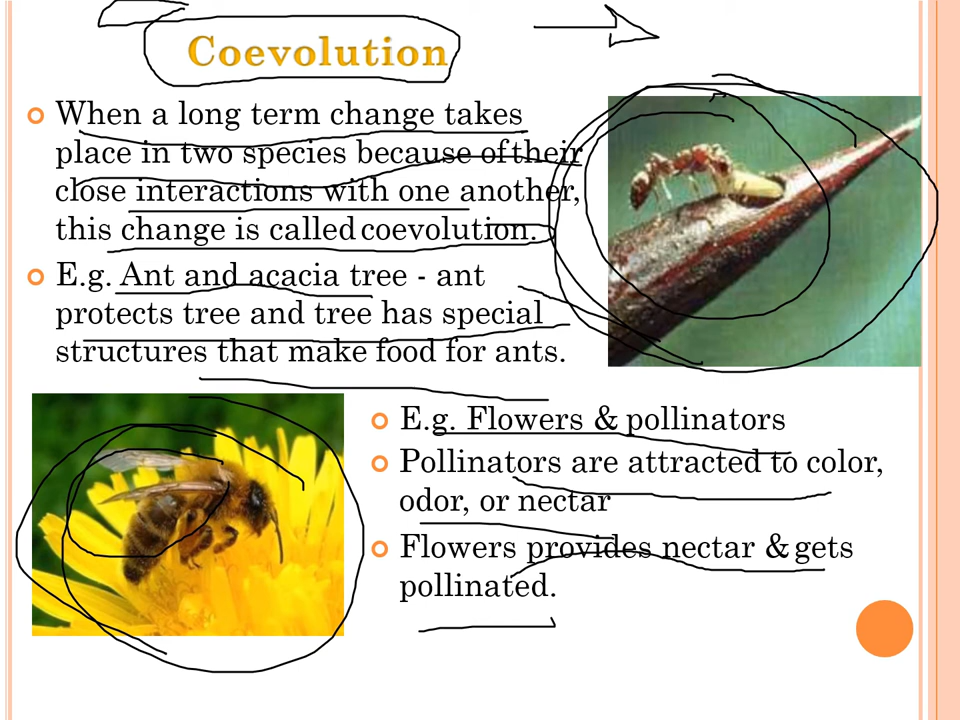 Coevolution
When a long term change takes
place in two species because of their
close interactions with one another,
this change is called coevolution.
E.g. Ant and acacia tree - ant
protects tree and tree has special
structures that make food for ants.
E.g. Flowers & pollinators
Pollinators are attracted to color,
odor, or nectar
Flowers provides nectar & gets
pollinated.